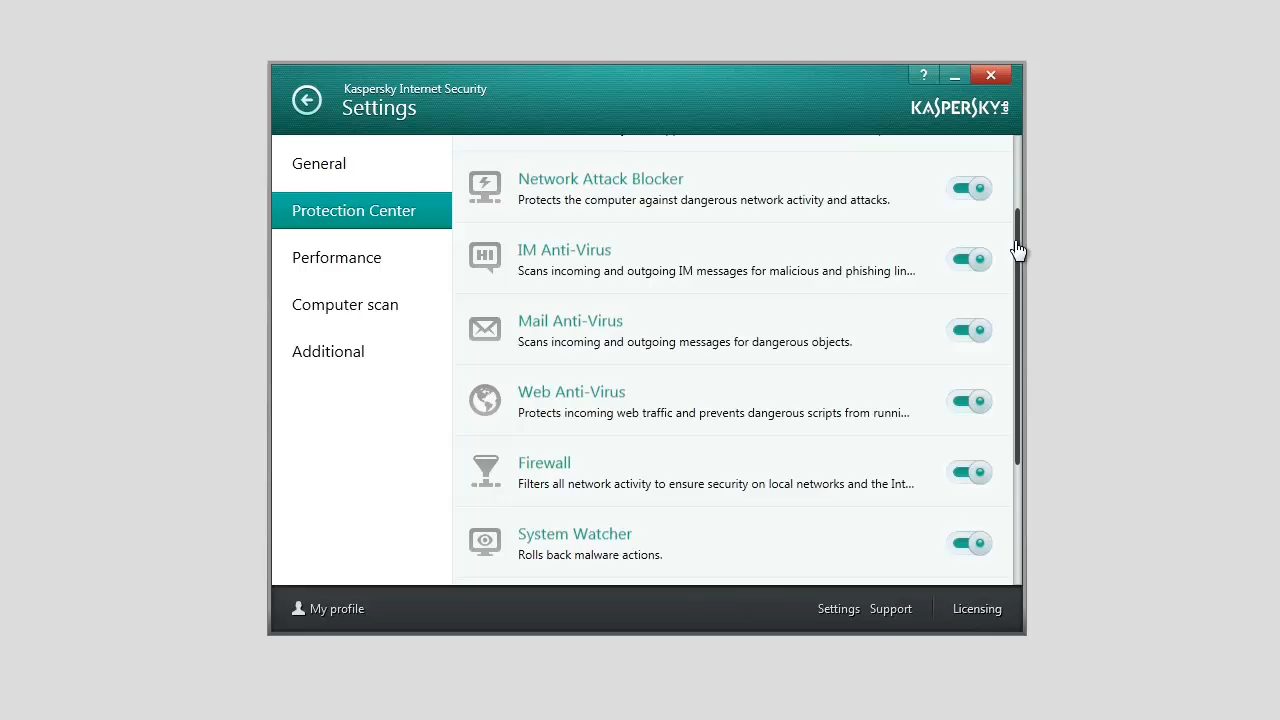 ?
Kaspersky Internet Security
Settings
KASPERSKY lab
General
Protection Center
Performance
Computer scan
Additional
Network Attack Blocker
Protects the computer against dangerous network activity and attacks.
HI
IM Anti-Virus
Scans incoming and outgoing IM messages for malicious and phishing lin...
Mail Anti-Virus
Scans incoming and outgoing messages for dangerous objects.
Web Anti-Virus
Protects incoming web traffic and prevents dangerous scripts from runni...
Firewall
Filters all network activity to ensure security on local networks and the Int...
System Watcher
Rolls back malware actions.
My profile
Settings Support Licensing